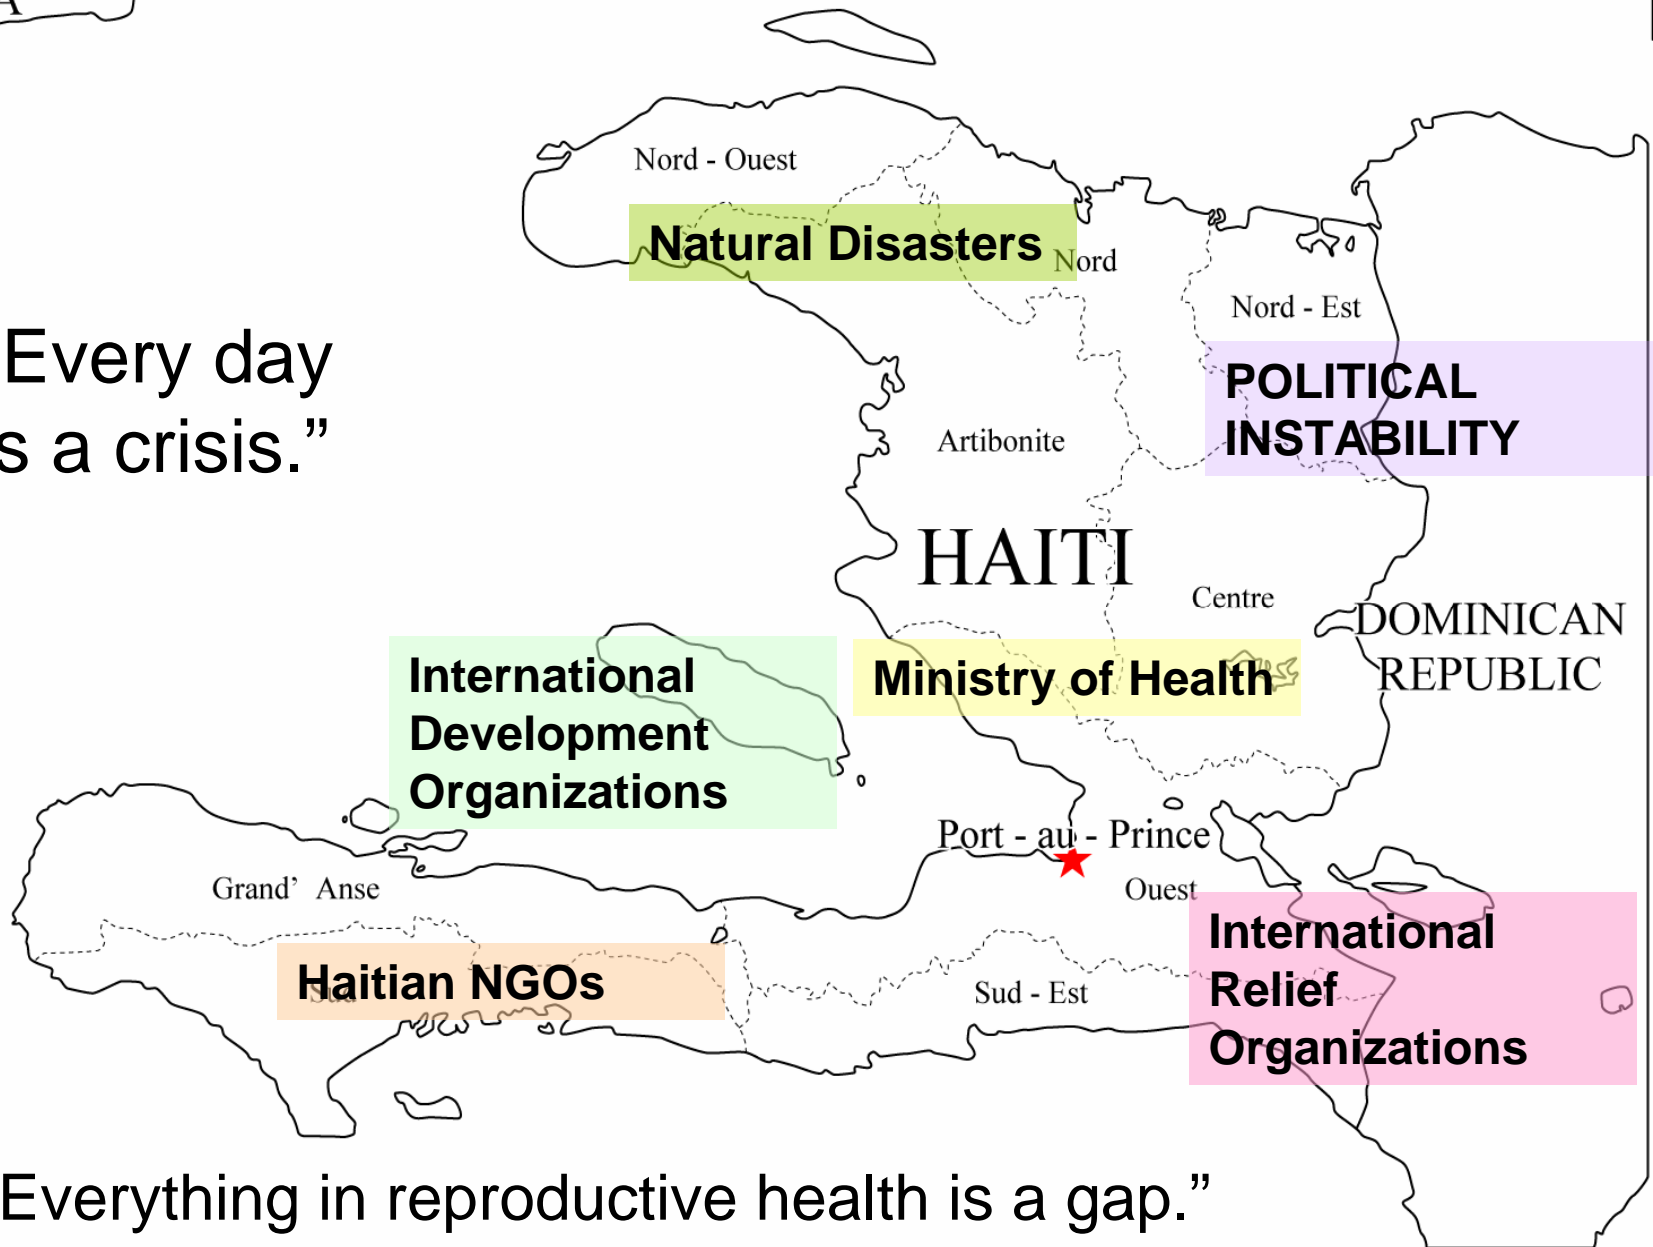 A
Nord - Ouest
Natural Disasters
Nord
Nord - Est
Every day
s a crisis.”
POLITICAL
INSTABILITY
Artibonite
HAITI
Centre
DOMINICAN
REPUBLIC
International
Development
Organizations
Ministry of Health
Port - au - Prince
Grand’ Anse
Ouest
International
Relief
Organizations
Haitian NGOs
Sud
Sud - Est
Everything in reproductive health is a gap.”